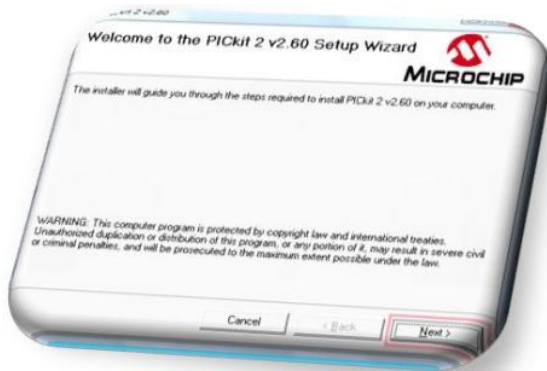 Welcome to the PICkit 2 v2.60 Setup Wizard
MICROCHIP
The installer will guide you through the steps required to install PICkit 2 v2.60 on your computer.
WARNING: This computer program is protected by copyright law and international treaties.
Unauthorized duplication or distribution of this program, or any portion of it, may result in severe civil
or criminal penalties, and will be prosecuted to the maximum extent possible under the law.
Cancel
< Back
Next >